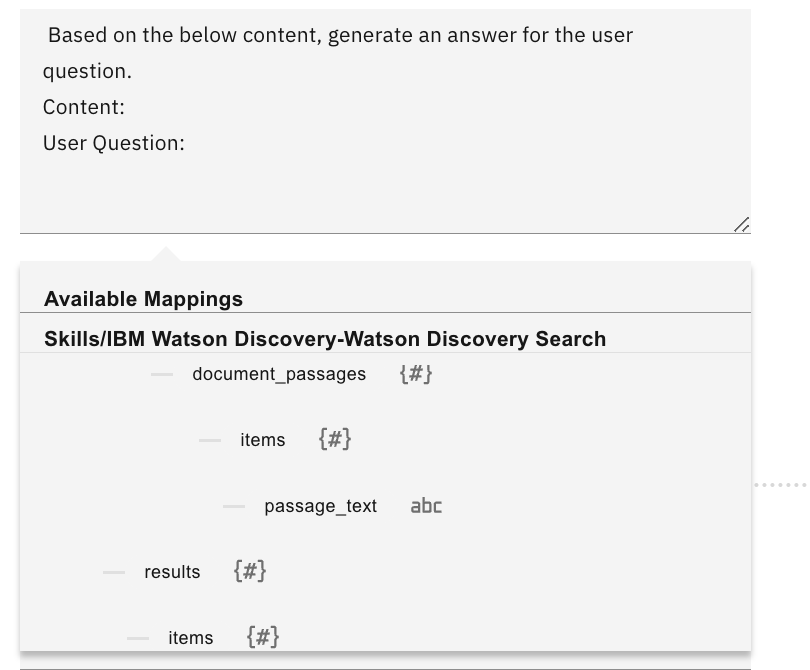 Based on the below content, generate an answer for the user
question.
Content:
User Question:
Available Mappings
Skills/IBM Watson Discovery-Watson Discovery Search
document_passages {#}
items {#}
passage_text abc
results {#}
items {#}